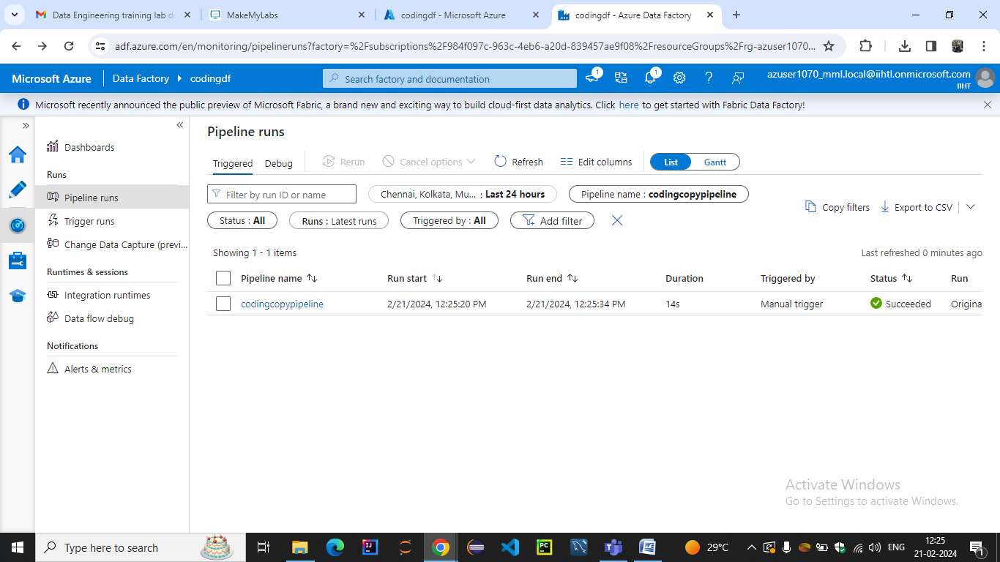 Data Engineering training lab d
MakeMyLabs
codingdf - Microsoft Azure
codingdf - Azure Data Factory
adf.azure.com/en/monitoring/pipelineruns?factory=%2Fsubscriptions%2F984f097c-963c-4eb6-a20d-839457ae9f08%2FresourceGroups%2Frg-azuser1070...
Microsoft Azure
Data Factory
codingdf
Search factory and documentation
1
1
azuser1070_mml.local@iihtl.onmicrosoft.com
IIHT
Microsoft recently announced the public preview of Microsoft Fabric, a brand new and exciting way to build cloud-first data analytics. Click here to get started with Fabric Data Factory!
Dashboards
Runs
Pipeline runs
Trigger runs
Change Data Capture (previ...
Runtimes & sessions
Integration runtimes
Data flow debug
Notifications
Alerts & metrics
Pipeline runs
Triggered Debug Rerun Cancel options Refresh Edit columns List Gantt
Filter by run ID or name
Chennai, Kolkata, Mu... ; Last 24 hours
Pipeline name : codingcopypipeline
Status : All
Runs : Latest runs
Triggered by : All
Add filter
Copy filters
Export to CSV
Showing 1 - 1 items
Last refreshed 0 minutes ago
Pipeline name Run start Run end Duration Triggered by Status Run
codingcopypipeline 2/21/2024, 12:25:20 PM 2/21/2024, 12:25:34 PM 14s Manual trigger Succeeded Origina
Activate Windows
Go to Settings to activate Windows.
Type here to search
29°C
ENG
12:25
21-02-2024
1